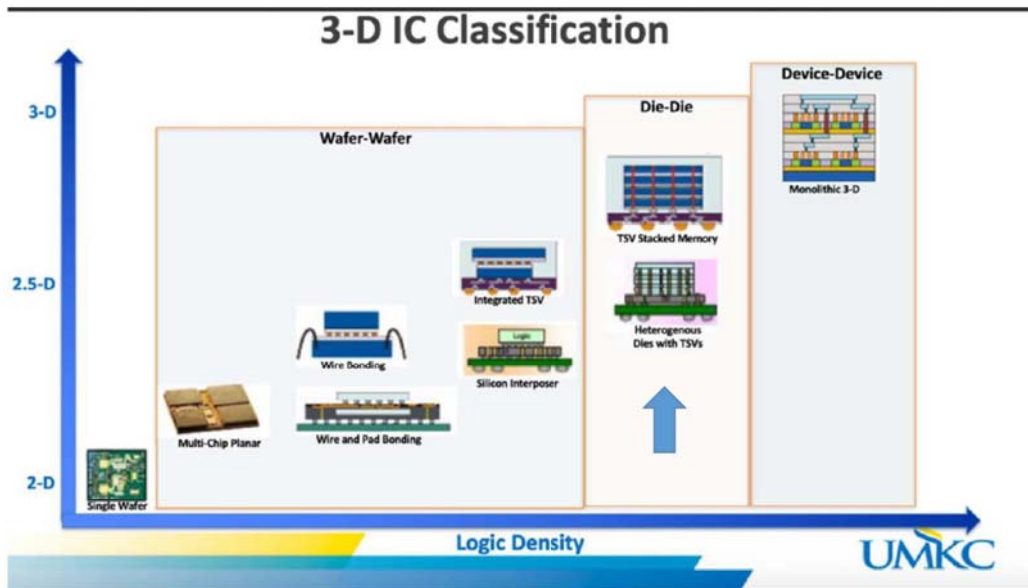 3-D IC Classification
Device-Device
3-D
Die-Die
Wafer-Wafer
Monolithic 3-D
TSV Stacked Memory
2.5-D
Integrated TSV
Login
Heterogenous
Dies with TSVs
Wire Bonding
Silicon Interposer
Multi-Chip Planar
Wire and Pad Bonding
2-D
Single Wafer
Logic Density
UMKC